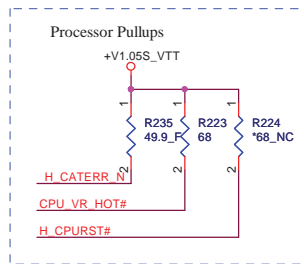 Processor Pullups
+V1.05S_VTT
1 1 1
R235 R223 R224
49.9_F 68 *68_NC
2 2 2
H_CATERR_N
CPU_VR_HOT#
H_CPURST#